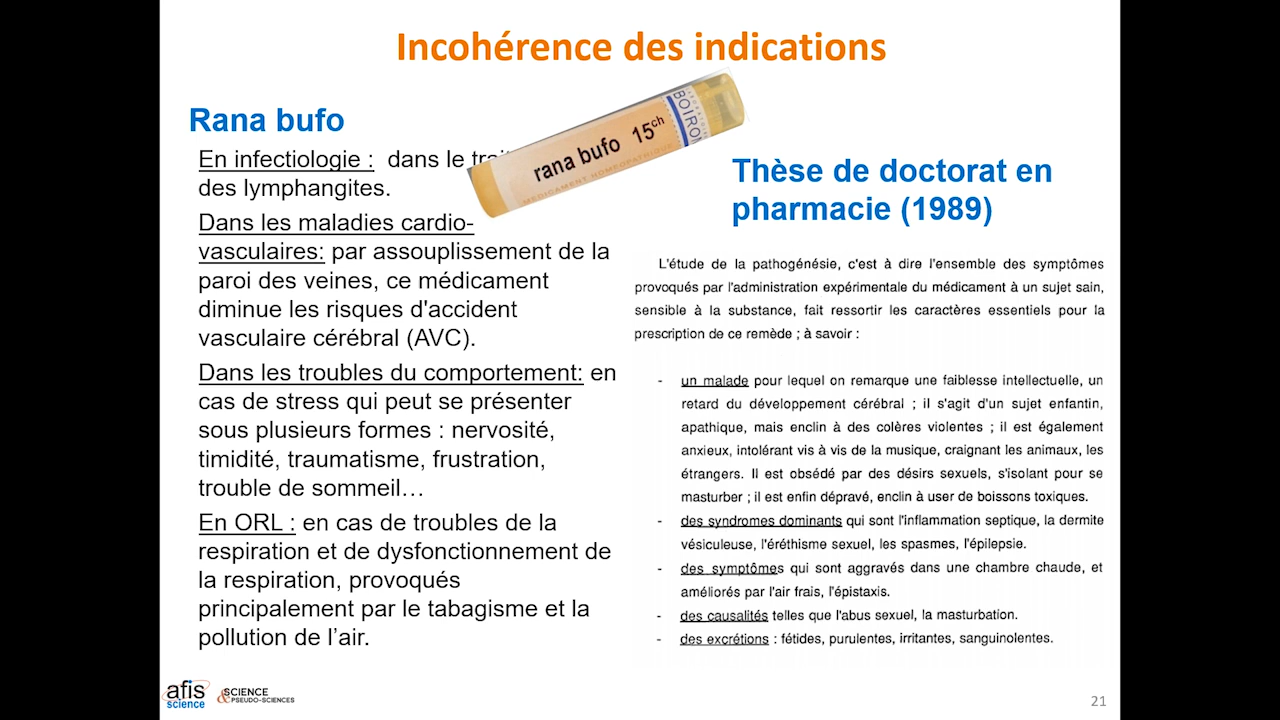 Incohérence des indications
Rana bufo
En infectiologie : dans le
des lymphangites.
Dans les maladies cardio-
vasculaires: par assouplissement de la
paroi des veines, ce médicament
diminue les risques d'accident
vasculaire cérébral (AVC).
Dans les troubles du comportement: en
cas de stress qui peut se présenter
sous plusieurs formes : nervosité,
timidité, traumatisme, frustration,
trouble de sommeil…
En ORL : en cas de troubles de la
respiration et de dysfonctionnement de
la respiration, provoqués
principalement par le tabagisme et la
pollution de l’air.
rana bufo 15ch
MÉDICAMENT HOMÉOPATHIQUE
BOIRON
Thèse de doctorat en
pharmacie (1989)
L'étude de la pathogénésie, c'est à dire l'ensemble des symptômes
provoqués par l'administration expérimentale du médicament à un sujet sain,
sensible à la substance, fait ressortir les caractères essentiels pour la
prescription de ce remède ; à savoir :
- un malade pour lequel on remarque une faiblesse intellectuelle, un
retard du développement cérébral ; il s'agit d'un sujet enfantin,
apathique, mais enclin à des colères violentes ; il est également
anxieux, intolérant vis à vis de la musique, craignant les animaux, les
étrangers. Il est obsédé par des désirs sexuels, s'isolant pour se
masturber ; il est enfin dépravé, enclin à user de boissons toxiques.
- des syndromes dominants qui sont l'inflammation septique, la dermite
vésiculeuse, l'éréthisme sexuel, les spasmes, l'épilepsie.
- des symptômes qui sont aggravés dans une chambre chaude, et
améliorés par l'air frais, l'épistaxis.
- des causalités telles que l'abus sexuel, la masturbation.
- des excrétions : fétides, purulentes, irritantes, sanguinolentes.
afis
science
SCIENCE
& PSEUDO-SCIENCES
21